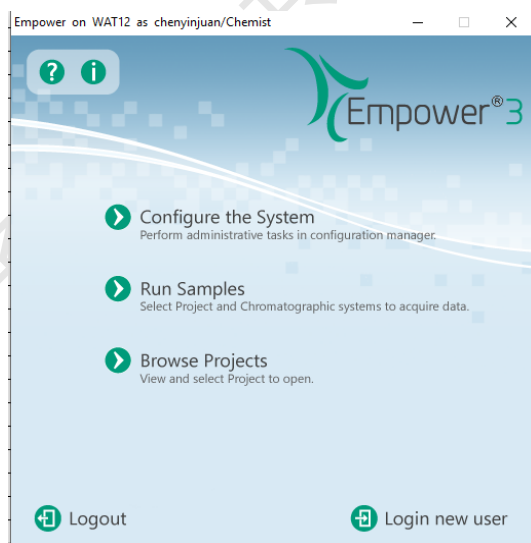 Empower on WAT12 as chenyinjuan/Chemist
Empower®3
Configure the System
Perform administrative tasks in configuration manager.
Run Samples
Select Project and Chromatographic systems to acquire data.
Browse Projects
View and select Project to open.
Logout
Login new user